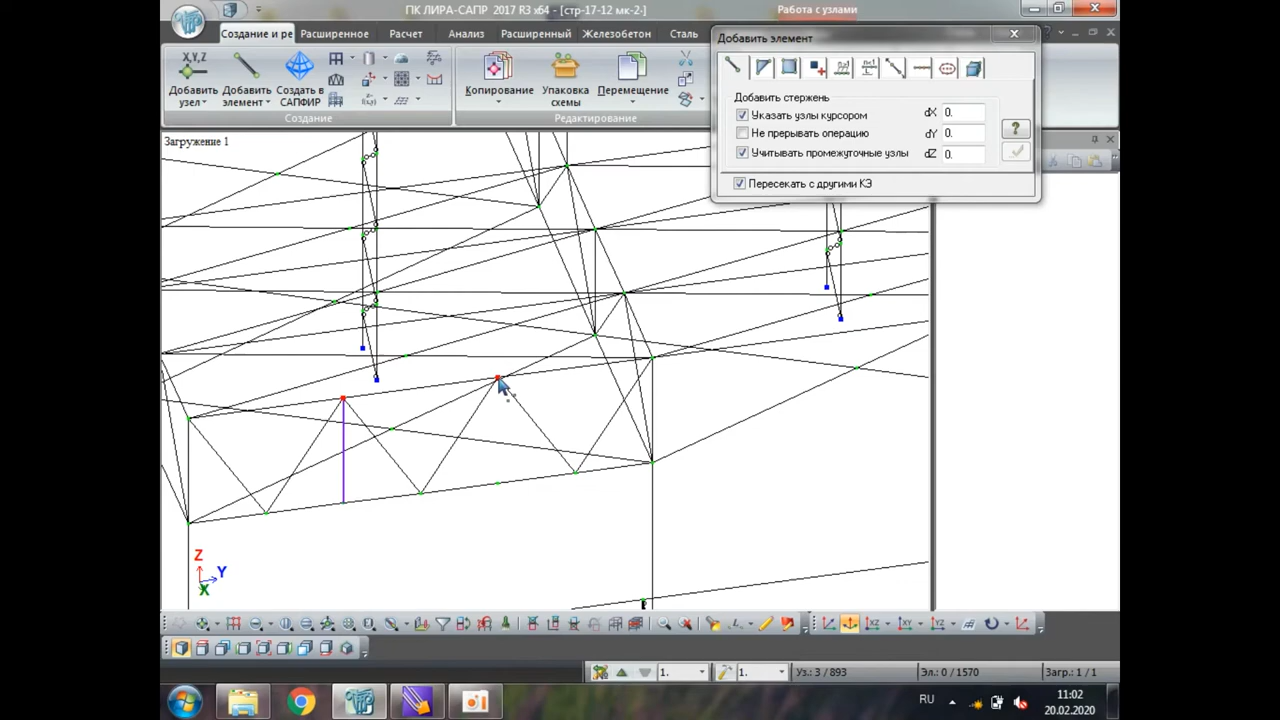 ПК ЛИРА-САПР 2017 R3 x64 - [стр-17-12 мк-2-]
Работа с узлами
Создание и ре
Расширенное
Расчет
Анализ
Расширенный
Железобетон
Сталь
Добавить узел
Добавить элемент
Создать в САПФИР
Копирование
Упаковка схемы
Перемещение
Создание
Редактирование
Добавить элемент
Добавить стержень
Указать узлы курсором
dX 0.
Не прерывать операцию
dY 0.
Учитывать промежуточные узлы
dZ 0.
Пересекать с другими КЭ
Загружение 1
Z
Y
X
XZ
XY
YZ
1.
1.
Уз.: 3 / 893
Эл.: 0 / 1570
Загр.: 1 / 1
RU
11:02
20.02.2020